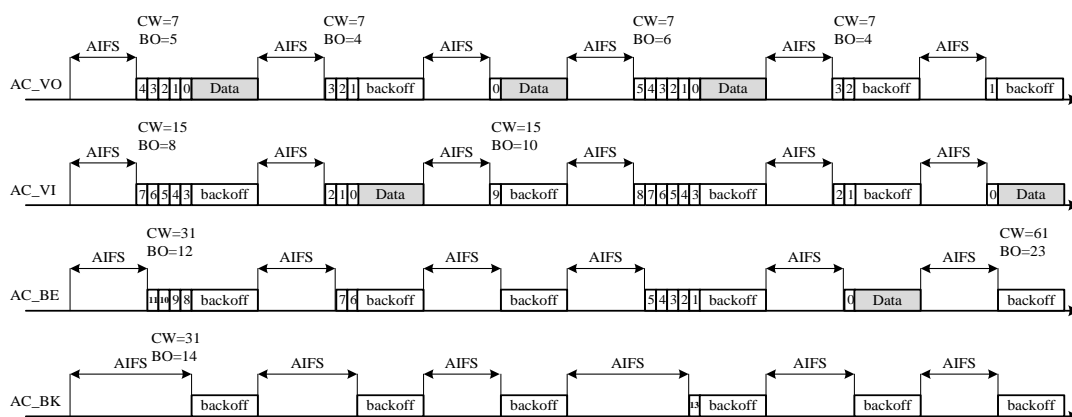 CW=7 CW=7 CW=7 CW=7
BO=5 BO=4 BO=6 BO=4
AIFS AIFS AIFS AIFS AIFS AIFS
AC_VO 4 3 2 1 0 Data 3 2 1 backoff 0 Data 5 4 3 2 1 0 Data 3 2 backoff 1 backoff
CW=15 CW=15
BO=8 BO=10
AIFS AIFS AIFS AIFS AIFS AIFS
AC_VI 7 6 5 4 3 backoff 2 1 0 Data 9 backoff 8 7 6 5 4 3 backoff 2 1 backoff 0 Data
CW=31 CW=61
BO=12 BO=23
AIFS AIFS AIFS AIFS AIFS AIFS
AC_BE 11 10 9 8 backoff 7 6 backoff backoff 5 4 3 2 1 backoff 0 Data backoff
CW=31
BO=14
AIFS AIFS AIFS AIFS AIFS AIFS
AC_BK backoff backoff backoff 13 backoff backoff backoff